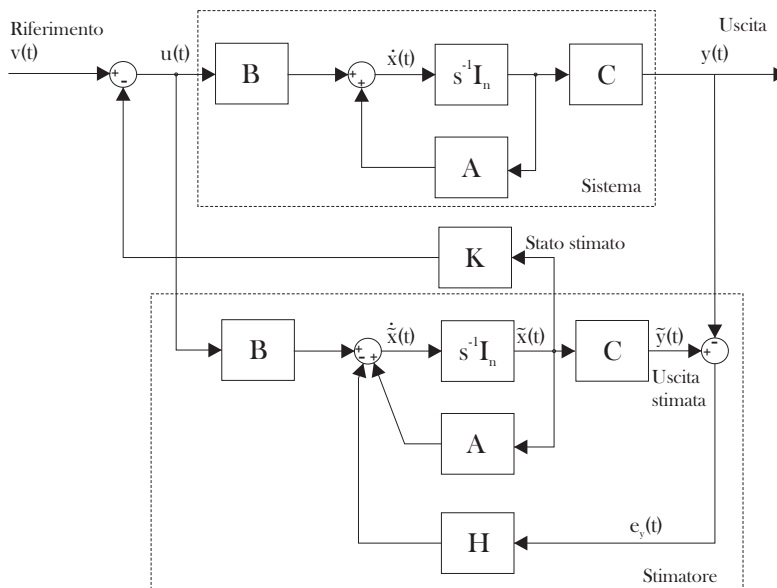 Riferimento
v(t)
u(t)
B
ẋ(t)
s⁻¹Iₙ
C
Uscita
y(t)
A
Sistema
K
Stato stimato
B
x̃̇(t)
s⁻¹Iₙ
x̃(t)
C
ỹ(t)
Uscita
stimata
A
H
e_y(t)
Stimatore
+
-
+
+
+
-
+
-
+